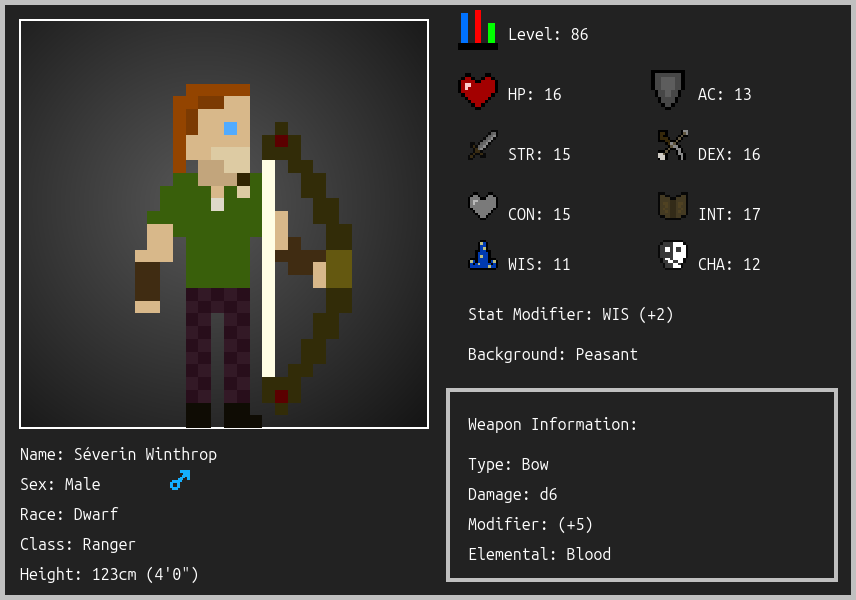 Level: 86
HP: 16
AC: 13
STR: 15
DEX: 16
CON: 15
INT: 17
WIS: 11
CHA: 12
Stat Modifier: WIS (+2)
Background: Peasant
Weapon Information:
Type: Bow
Damage: d6
Modifier: (+5)
Elemental: Blood
Name: Séverin Winthrop
Sex: Male
Race: Dwarf
Class: Ranger
Height: 123cm (4'0")